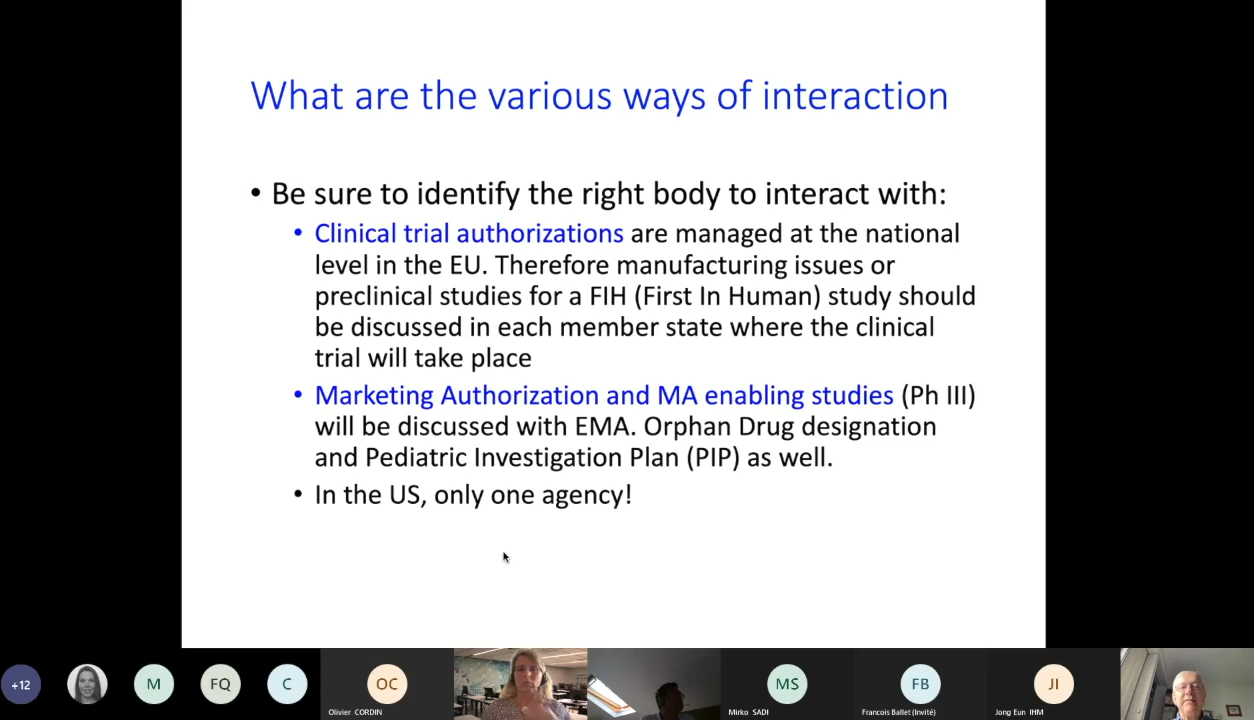 What are the various ways of interaction
• Be sure to identify the right body to interact with:
• Clinical trial authorizations are managed at the national
level in the EU. Therefore manufacturing issues or
preclinical studies for a FIH (First In Human) study should
be discussed in each member state where the clinical
trial will take place
• Marketing Authorization and MA enabling studies (Ph III)
will be discussed with EMA. Orphan Drug designation
and Pediatric Investigation Plan (PIP) as well.
• In the US, only one agency!
+12
M
FQ
C
OC
Olivier CORDIN
MS
Mirko SADI
FB
Francois Ballet (Invité)
JI
Jong Eun IHM